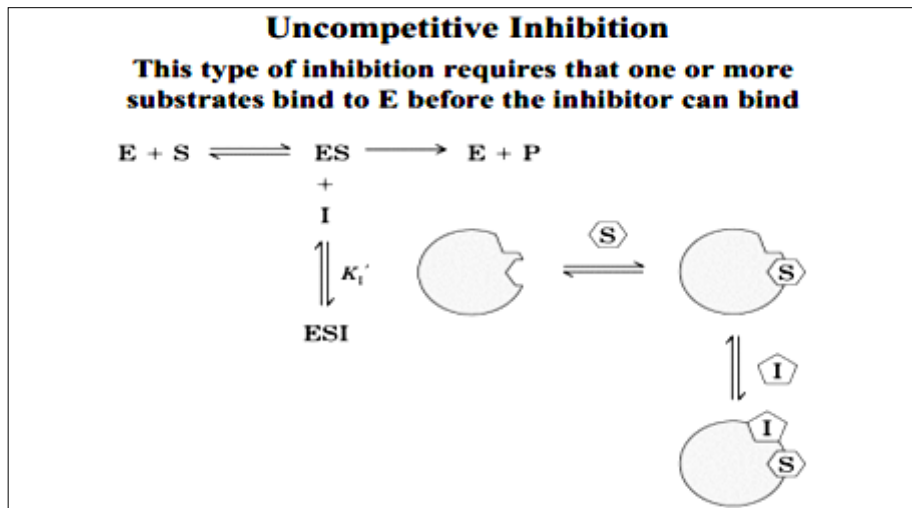 Uncompetitive Inhibition
This type of inhibition requires that one or more
substrates bind to E before the inhibitor can bind
E + S ⇌ ES ⟶ E + P
+
I
K_I′
ESI
S
S
I
I
S